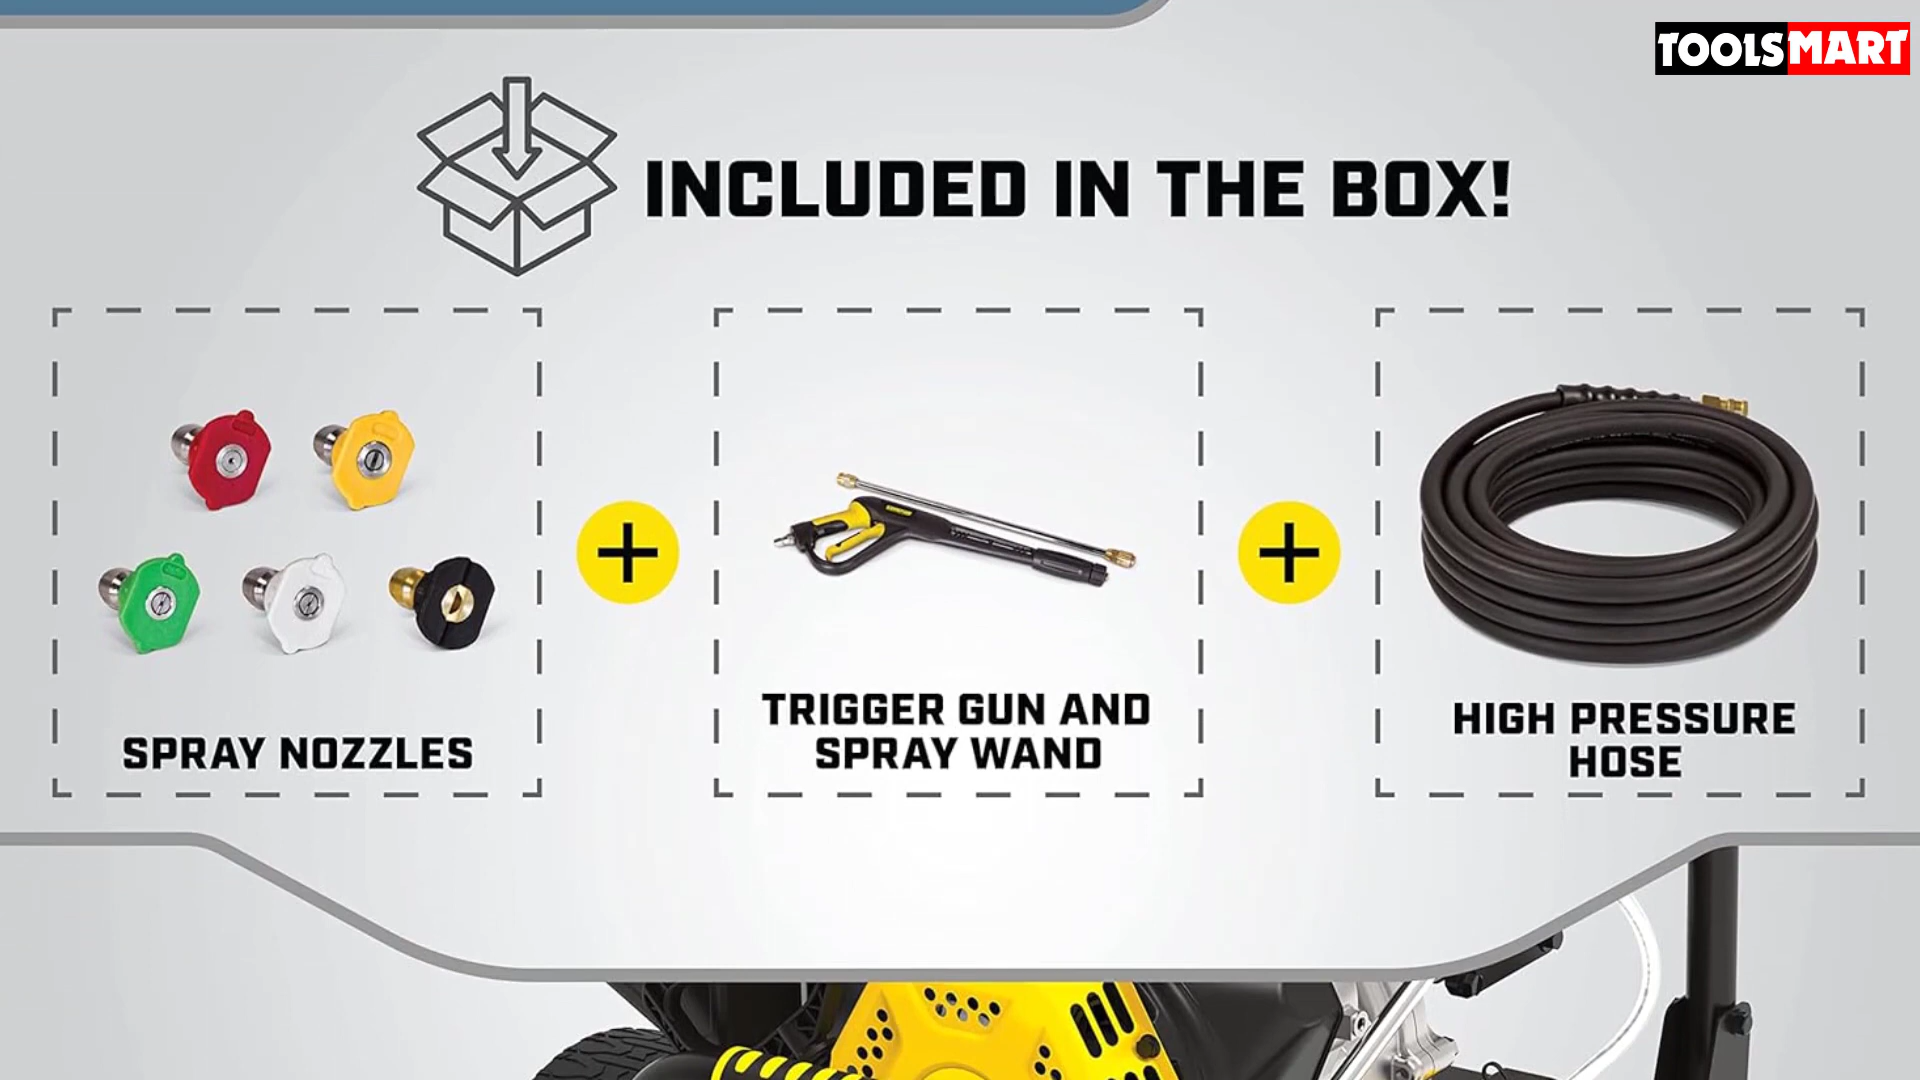 TOOLSMART
INCLUDED IN THE BOX!
SPRAY NOZZLES
TRIGGER GUN AND
SPRAY WAND
HIGH PRESSURE
HOSE